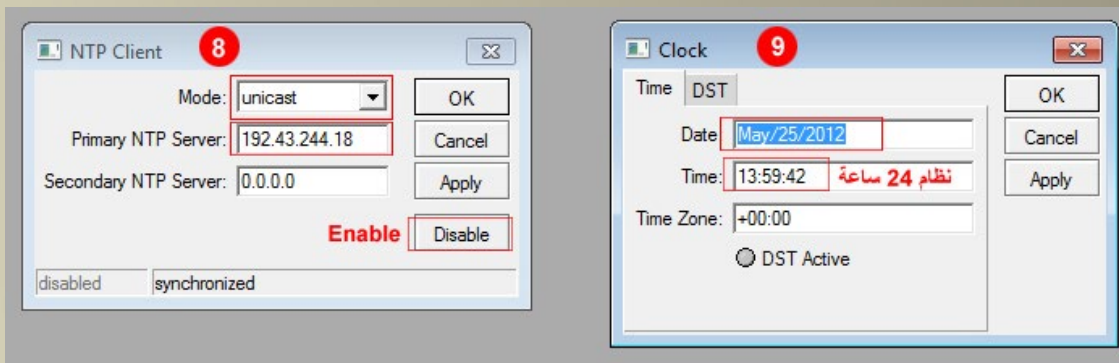 NTP Client
8
Mode: unicast
OK
Primary NTP Server: 192.43.244.18
Cancel
Secondary NTP Server: 0.0.0.0
Apply
Enable
Disable
disabled
synchronized
Clock
9
Time
DST
OK
Date: May/25/2012
Cancel
Time: 13:59:42
نظام 24 ساعة
Apply
Time Zone: +00:00
DST Active